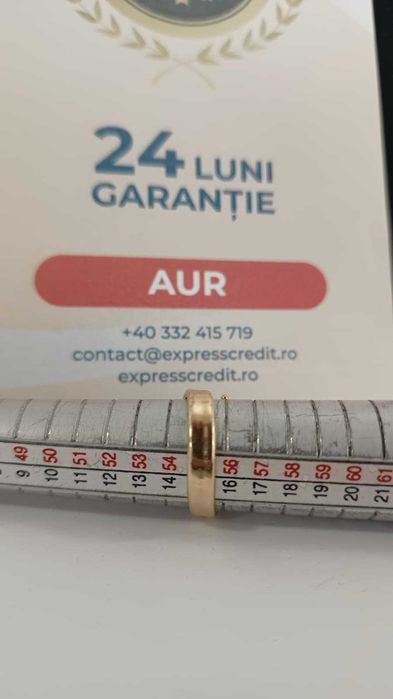 24 LUNI
GARANȚIE
AUR
+40 332 415 719
contact@expresscredit.ro
expresscredit.ro
49 50 51 52 53 54 56 57 58 59 60 61
9 10 11 12 13 14 16 17 18 19 20 21